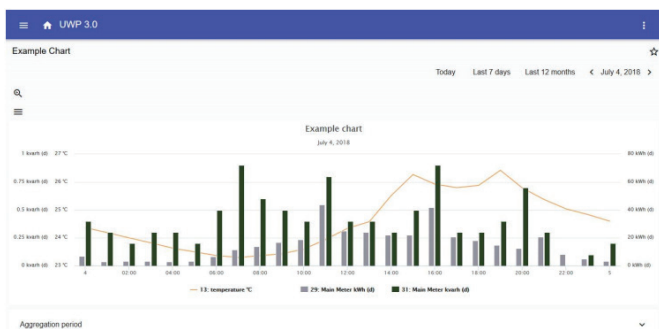 UWP 3.0
Example Chart
Today Last 7 days Last 12 months < July 4, 2018 >
Example chart
July 4, 2018
1 kvarh (d) 27 °C 80 kWh (d)
0.75 kvarh (d) 26 °C 60 kWh (d)
0.5 kvarh (d) 25 °C 40 kWh (d)
0.25 kvarh (d) 24 °C 20 kWh (d)
0 kvarh (d) 23 °C 0 kWh (d)
4 02:00 04:00 06:00 08:00 10:00 12:00 14:00 16:00 18:00 20:00 22:00 5
13: temperature °C 29: Main Meter kWh (d) 31: Main Meter kvarh (d)
Aggregation period